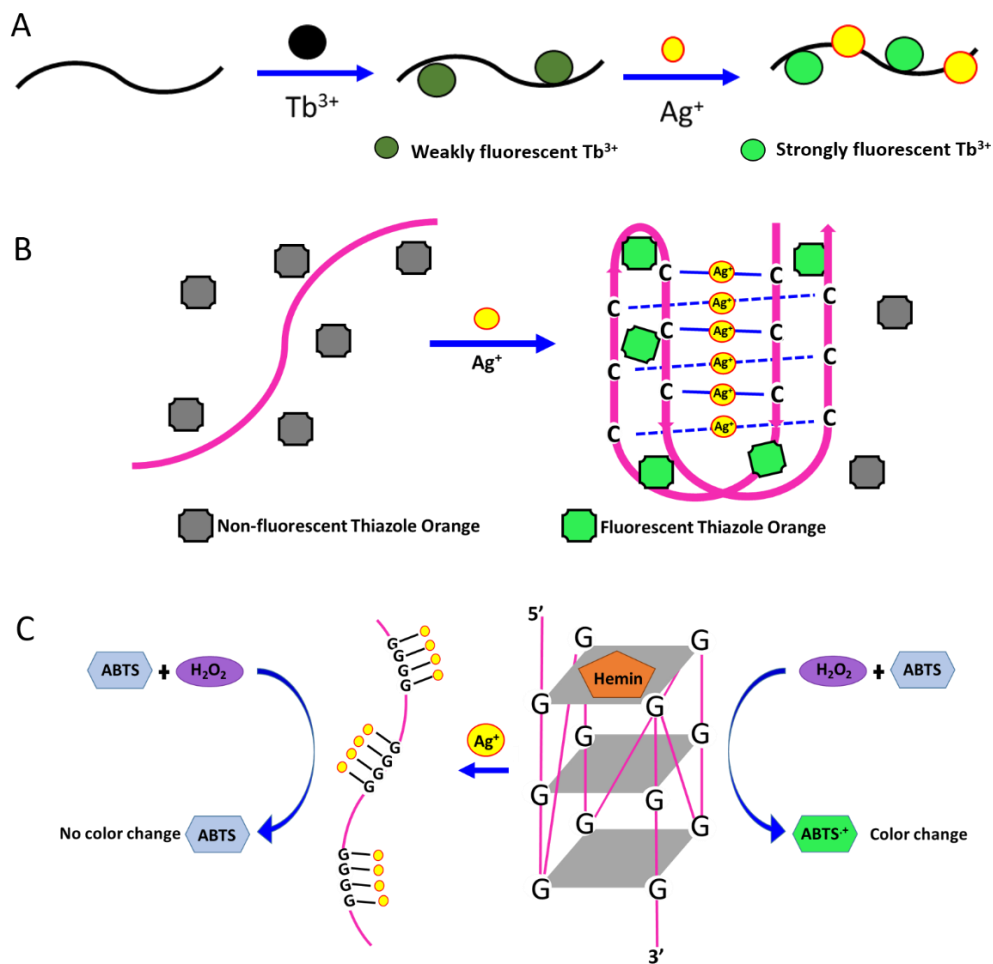 A
Tb³⁺
Ag⁺
Weakly fluorescent Tb³⁺
Strongly fluorescent Tb³⁺
B
Ag⁺
C Ag⁺ C
C Ag⁺ C
C Ag⁺ C
C Ag⁺ C
C Ag⁺ C
C Ag⁺ C
Non-fluorescent Thiazole Orange
Fluorescent Thiazole Orange
C
ABTS + H₂O₂
No color change ABTS
G
G
G
G
G
G
G
G
G
G
G
G
Ag⁺
5’
G
G
G
G
Hemin
G
G
G
G
G
G
G
G
3’
H₂O₂ + ABTS
ABTS·⁺ Color change